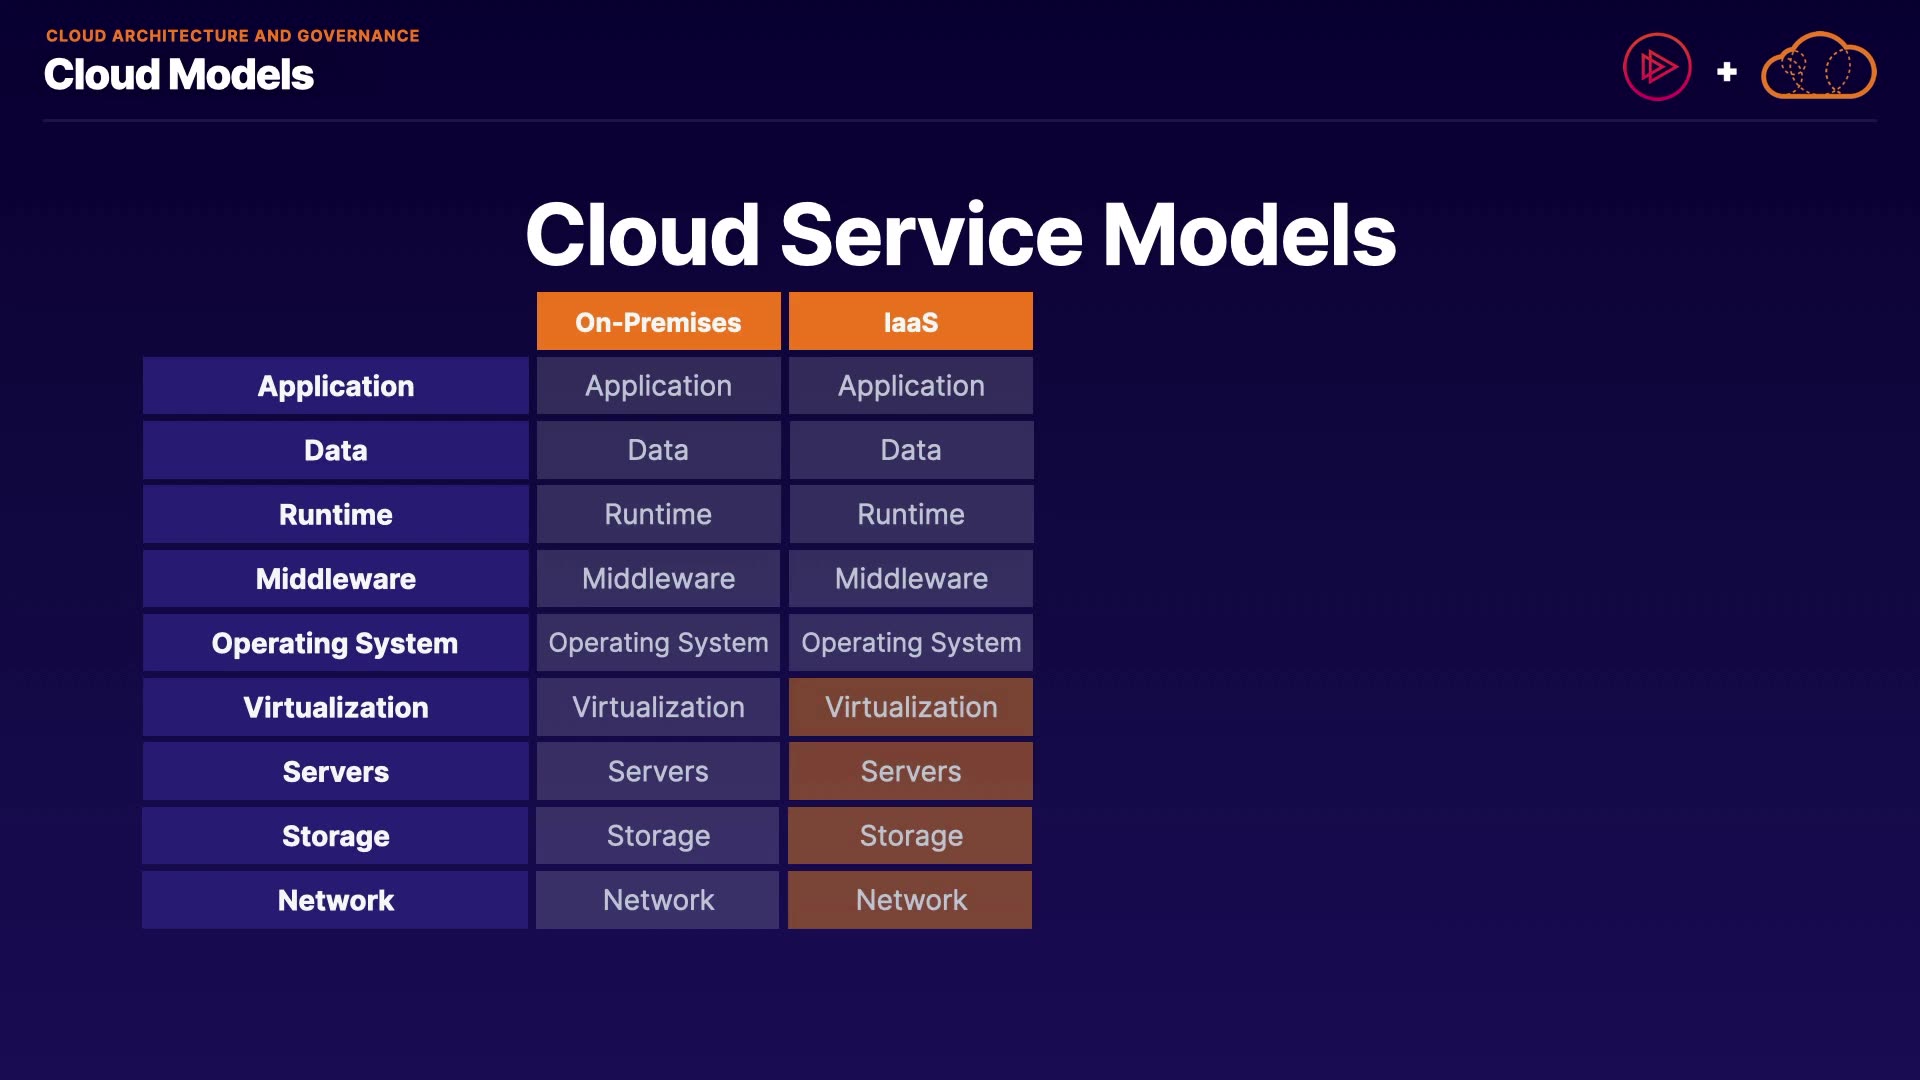 CLOUD ARCHITECTURE AND GOVERNANCE
Cloud Models
Cloud Service Models
On-Premises IaaS
Application Application Application
Data Data Data
Runtime Runtime Runtime
Middleware Middleware Middleware
Operating System Operating System Operating System
Virtualization Virtualization Virtualization
Servers Servers Servers
Storage Storage Storage
Network Network Network